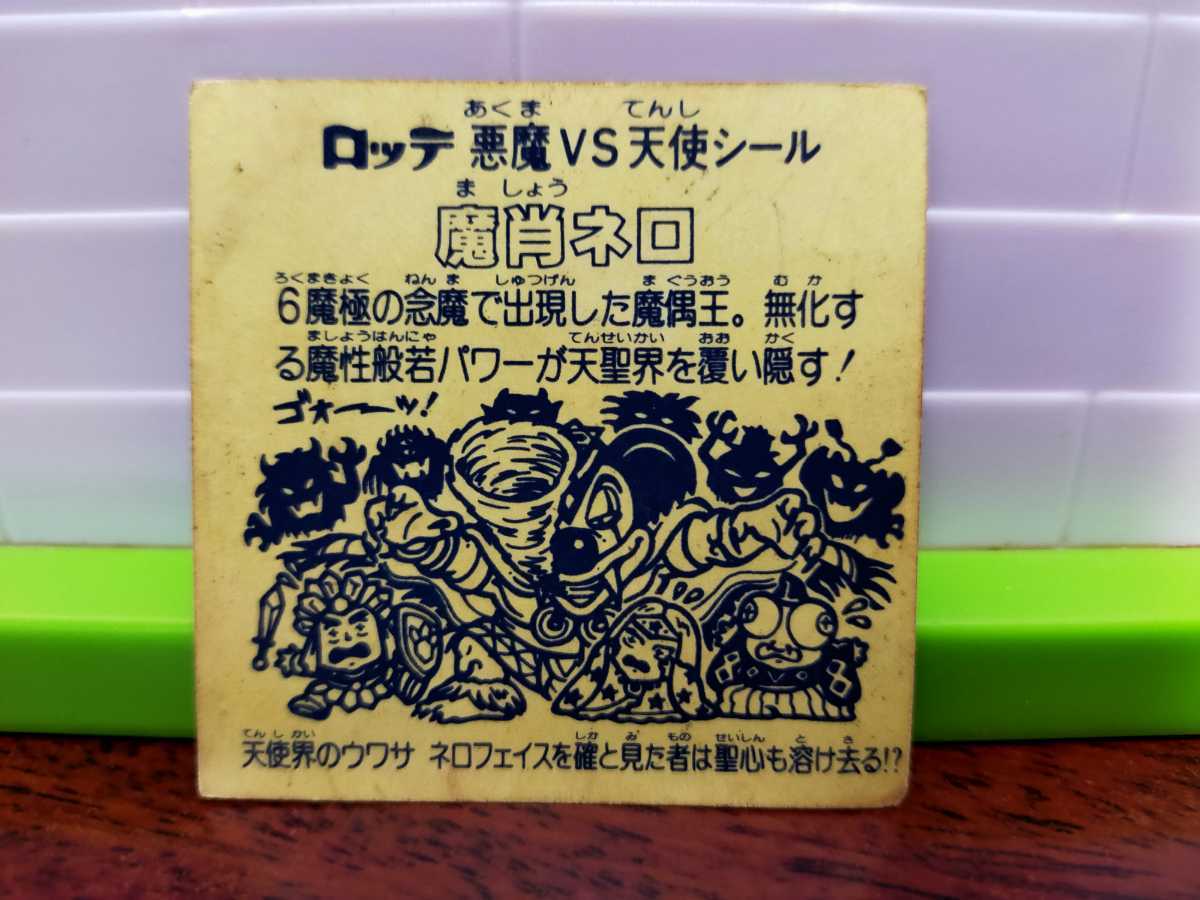 あくま てんし
ロッテ 悪魔VS天使シール
ましょう
魔肖ネロ
ろくまきょく ねんま しゅつげん まぐうおう むか
6魔極の念魔で出現した魔偶王。無化す
ましょうはんにゃ てんせいかい おお かく
る魔性般若パワーが天聖界を覆い隠す!
ゴォーッ!
てんしかい しか み もの せいしん と さ
天使界のウワサ ネロフェイスを確と見た者は聖心も溶け去る!?